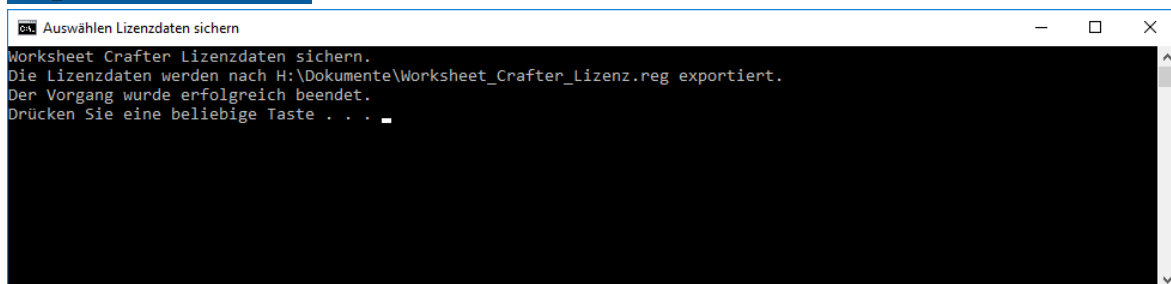 Auswählen Lizenzdaten sichern
Worksheet Crafter Lizenzdaten sichern.
Die Lizenzdaten werden nach H:\Dokumente\Worksheet_Crafter_Lizenz.reg exportiert.
Der Vorgang wurde erfolgreich beendet.
Drücken Sie eine beliebige Taste . . .